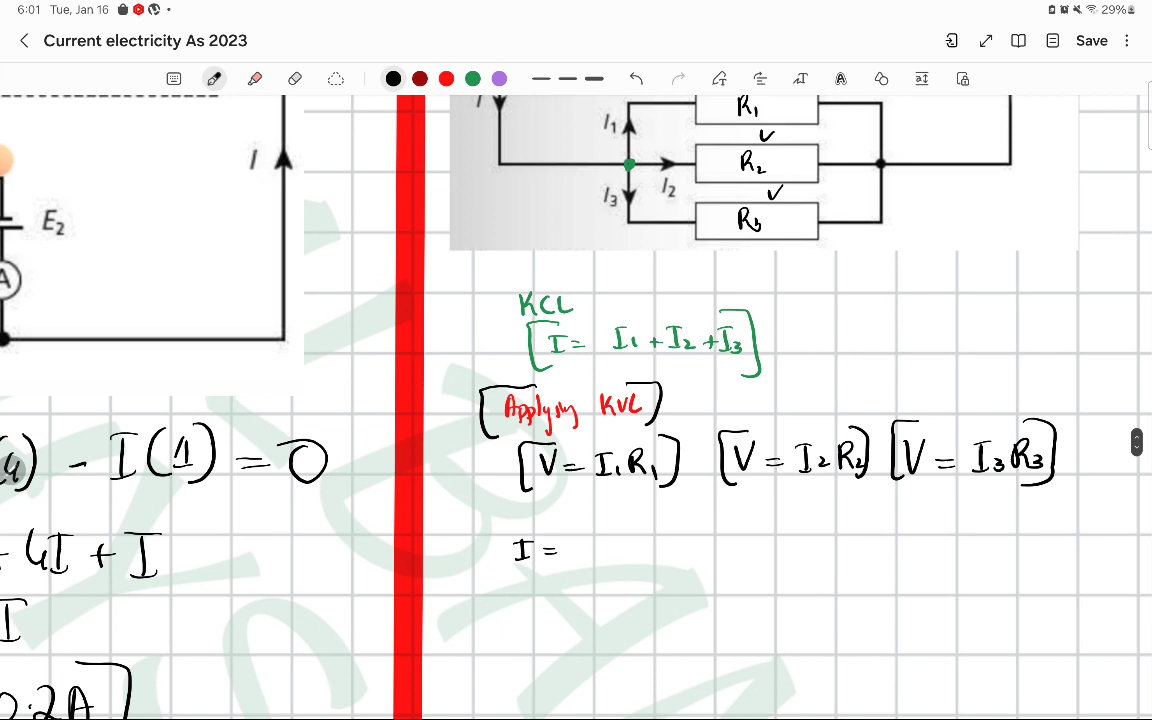 6:01 Tue, Jan 16
29%
Current electricity As 2023
Save
I
E2
A
I
I1
R1
I2
R2
I3
R3
KCL
[I = I1 + I2 + I3]
[Applying KVL]
[V = I1R1] [V = I2R2] [V = I3R3]
I =
4) - I(1) = 0
- 4I + I
I
0.2A]